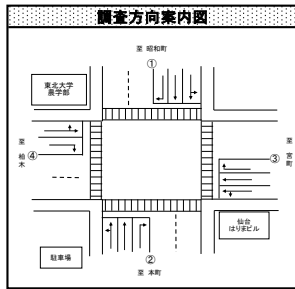 調査方向案内図
至 昭和町
①
東北大学
農学部
至 柏木
④
③
至 宮町
仙台
はりまビル
②
駐車場
至 本町